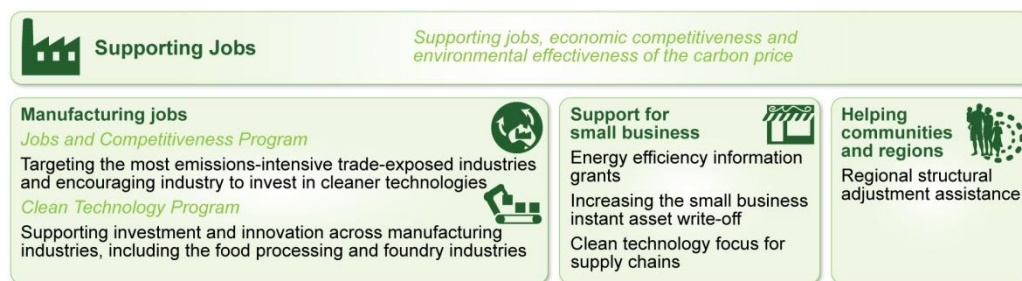 Supporting Jobs
Supporting jobs, economic competitiveness and
environmental effectiveness of the carbon price
Manufacturing jobs
Jobs and Competitiveness Program
Targeting the most emissions-intensive trade-exposed industries
and encouraging industry to invest in cleaner technologies
Clean Technology Program
Supporting investment and innovation across manufacturing
industries, including the food processing and foundry industries
Support for
small business
Energy efficiency information
grants
Increasing the small business
instant asset write-off
Clean technology focus for
supply chains
Helping
communities
and regions
Regional structural
adjustment assistance